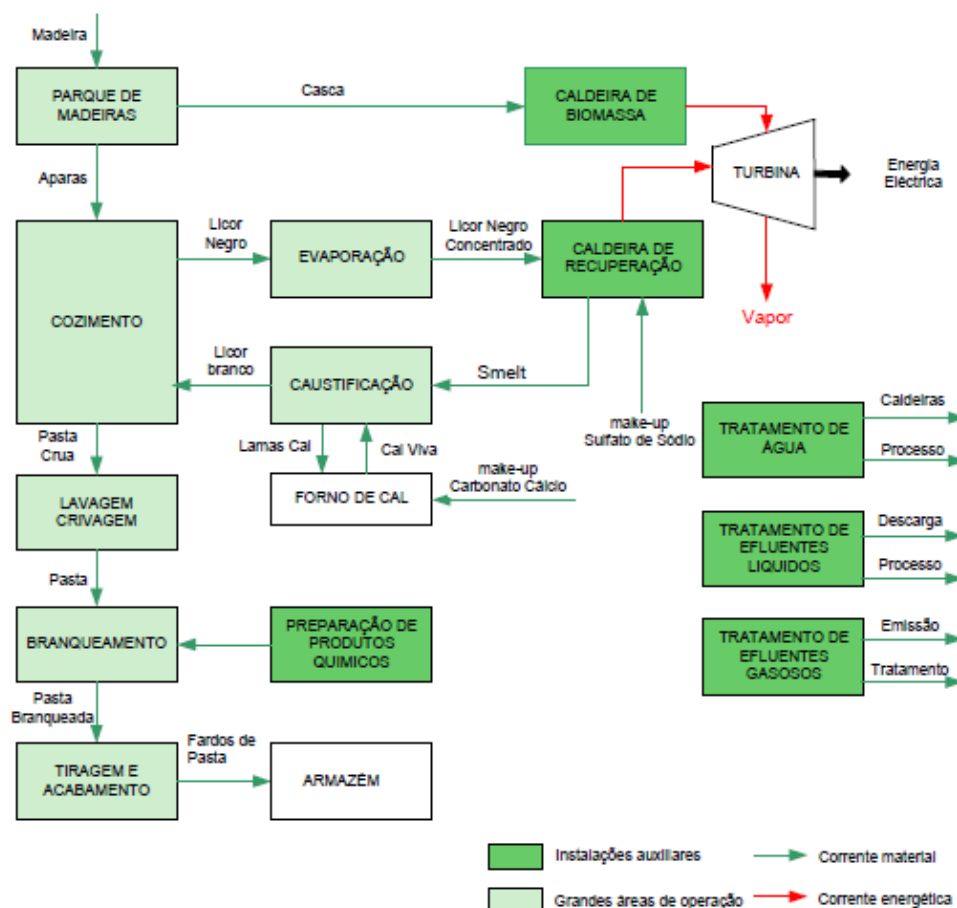 Madeira
PARQUE DE
MADEIRAS
Casca
CALDEIRA DE
BIOMASSA
TURBINA
Energia
Eléctrica
Aparas
COZIMENTO
Licor
Negro
EVAPORAÇÃO
Licor Negro
Concentrado
CALDEIRA DE
RECUPERAÇÃO
Vapor
Licor
branco
CAUSTIFICAÇÃO
Smelt
make-up
Sulfato de Sódio
Pasta
Crua
Lamas Cal
Cal Viva
FORNO DE CAL
make-up
Carbonato Cálcio
TRATAMENTO DE
ÁGUA
Caldeiras
Processo
LAVAGEM
CRIVAGEM
TRATAMENTO DE
EFLUENTES
LIQUIDOS
Descarga
Processo
Pasta
BRANQUEAMENTO
PREPARAÇÃO DE
PRODUTOS
QUIMICOS
TRATAMENTO DE
EFLUENTES
GASOSOS
Emissão
Tratamento
Pasta
Branqueada
TIRAGEM E
ACABAMENTO
Fardos de
Pasta
ARMAZÉM
Instalações auxiliares
Corrente material
Grandes áreas de operação
Corrente energética